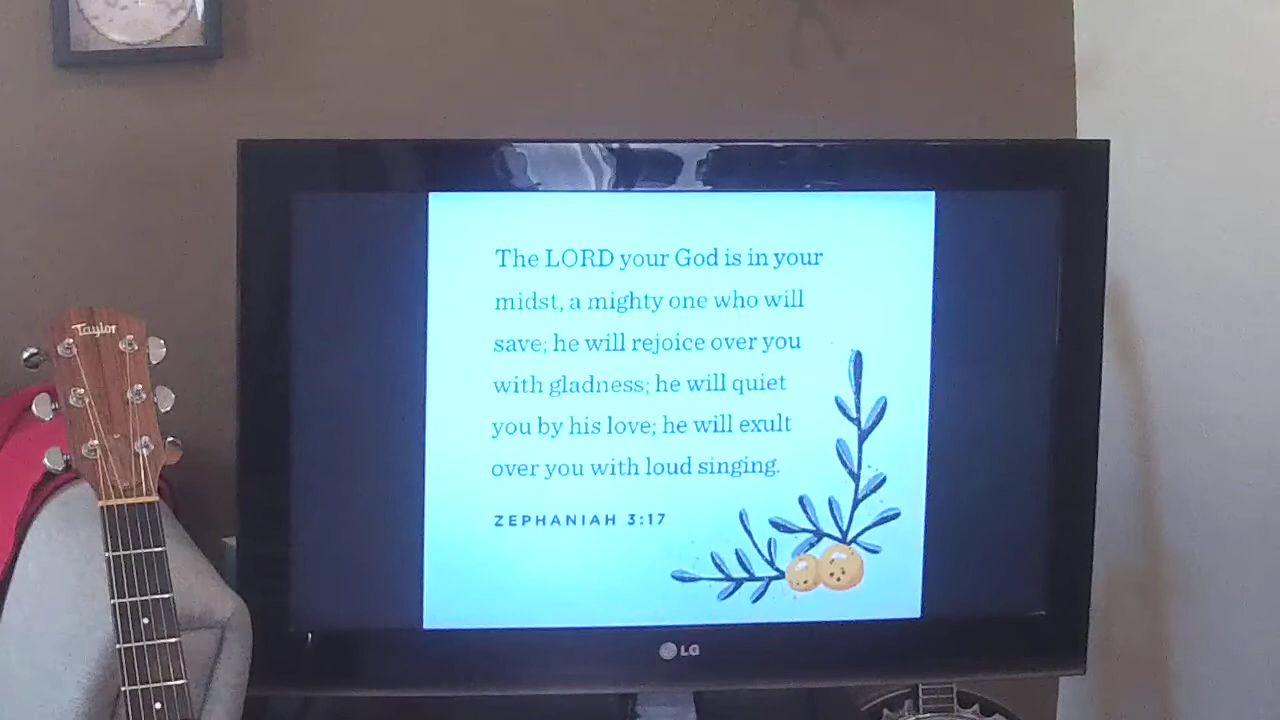 Taylor
The LORD your God is in your
midst, a mighty one who will
save; he will rejoice over you
with gladness; he will quiet
you by his love; he will exult
over you with loud singing.
ZEPHANIAH 3:17
LG